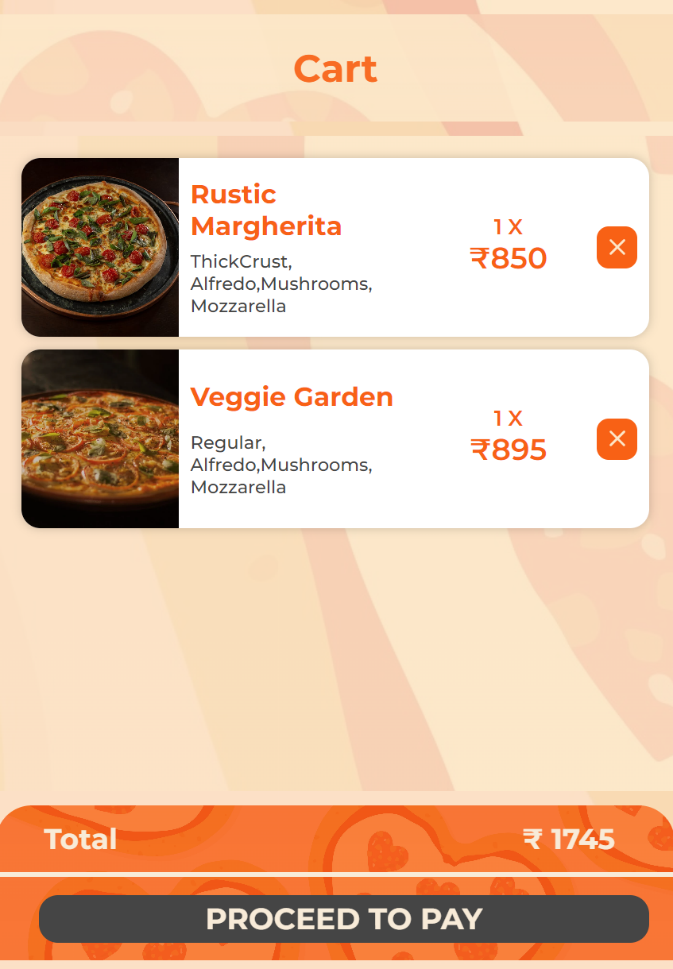 Cart
Rustic
Margherita
ThickCrust,
Alfredo,Mushrooms,
Mozzarella
1 X
₹850
Veggie Garden
Regular,
Alfredo,Mushrooms,
Mozzarella
1 X
₹895
Total
₹ 1745
PROCEED TO PAY